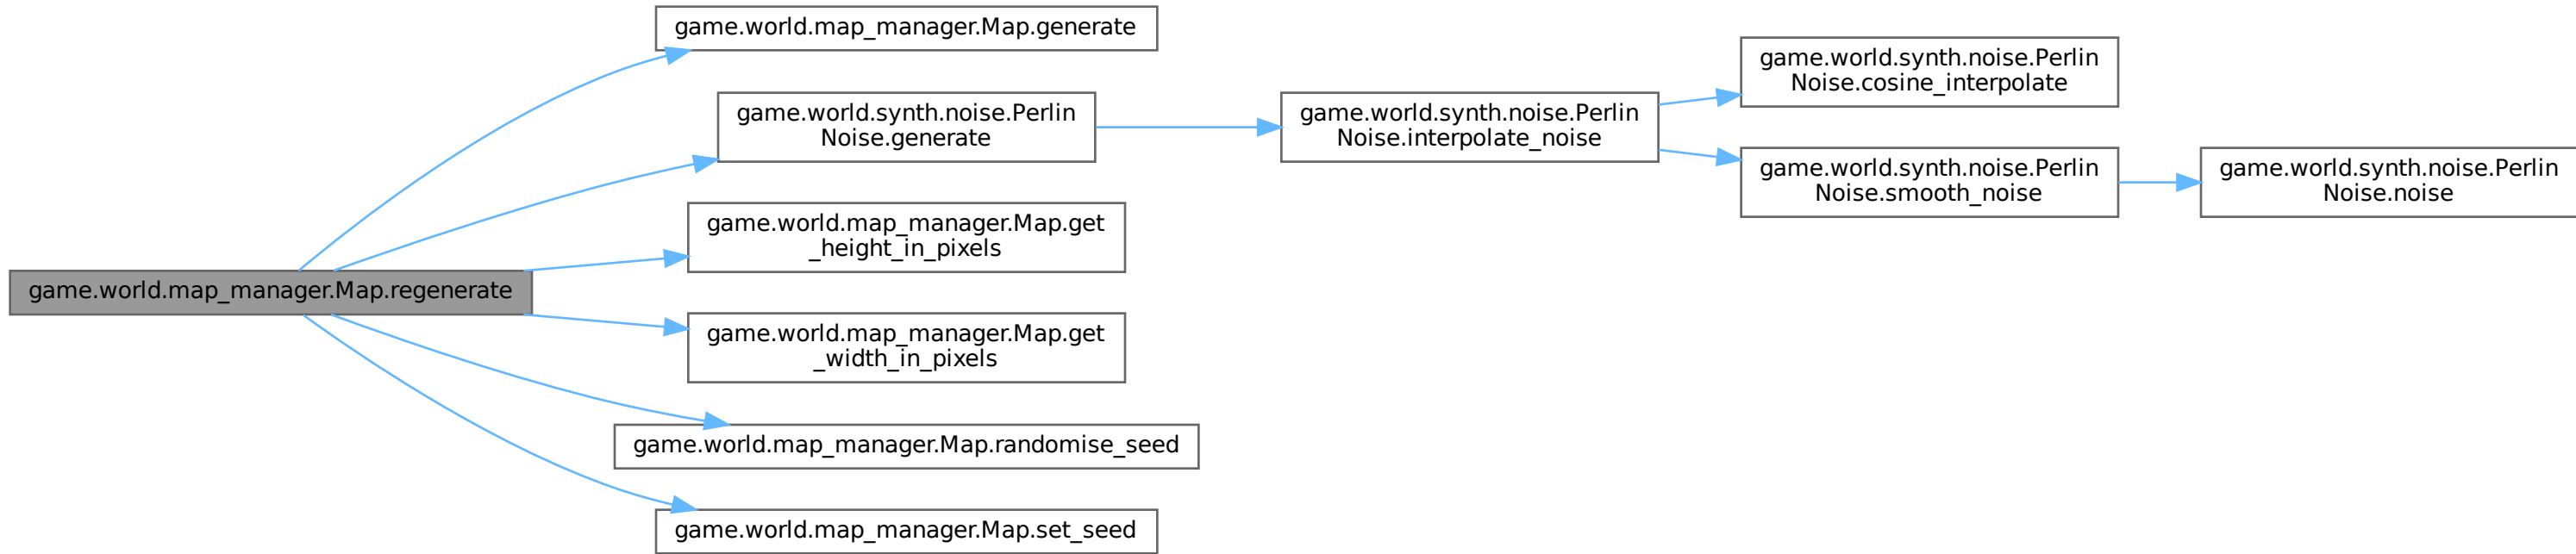 game.world.map_manager.Map.regenerate
game.world.map_manager.Map.generate
game.world.synth.noise.Perlin
Noise.generate
game.world.map_manager.Map.get
_height_in_pixels
game.world.map_manager.Map.get
_width_in_pixels
game.world.map_manager.Map.randomise_seed
game.world.map_manager.Map.set_seed
game.world.synth.noise.Perlin
Noise.interpolate_noise
game.world.synth.noise.Perlin
Noise.cosine_interpolate
game.world.synth.noise.Perlin
Noise.smooth_noise
game.world.synth.noise.Perlin
Noise.noise